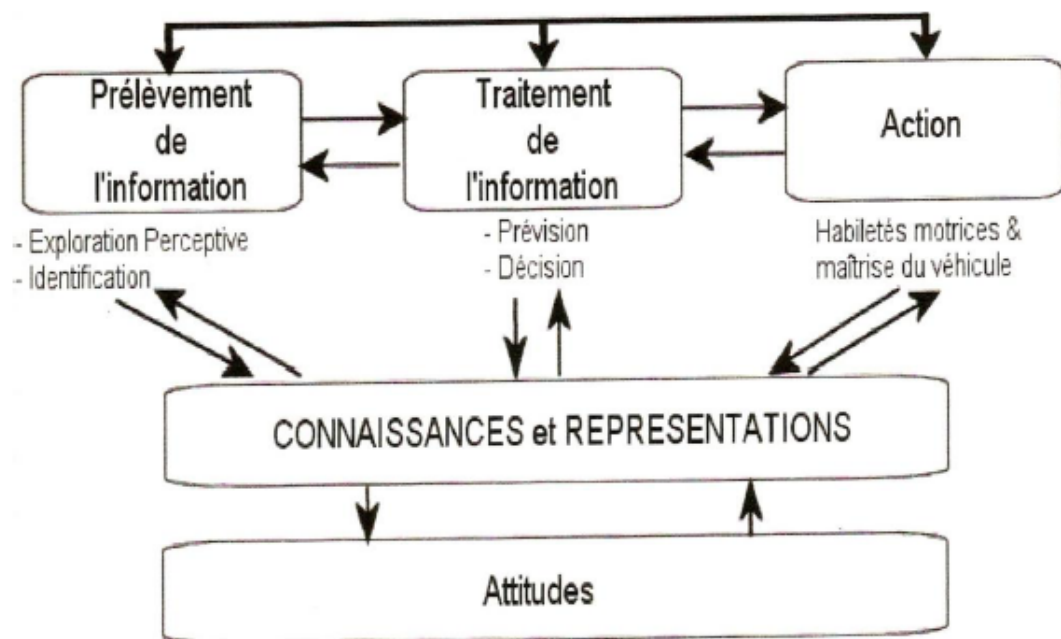 Prélèvement
de
l'information
Traitement
de
l'information
Action
- Exploration Perceptive
- Identification
- Prévision
- Décision
Habiletés motrices &
maîtrise du véhicule
CONNAISSANCES et REPRESENTATIONS
Attitudes